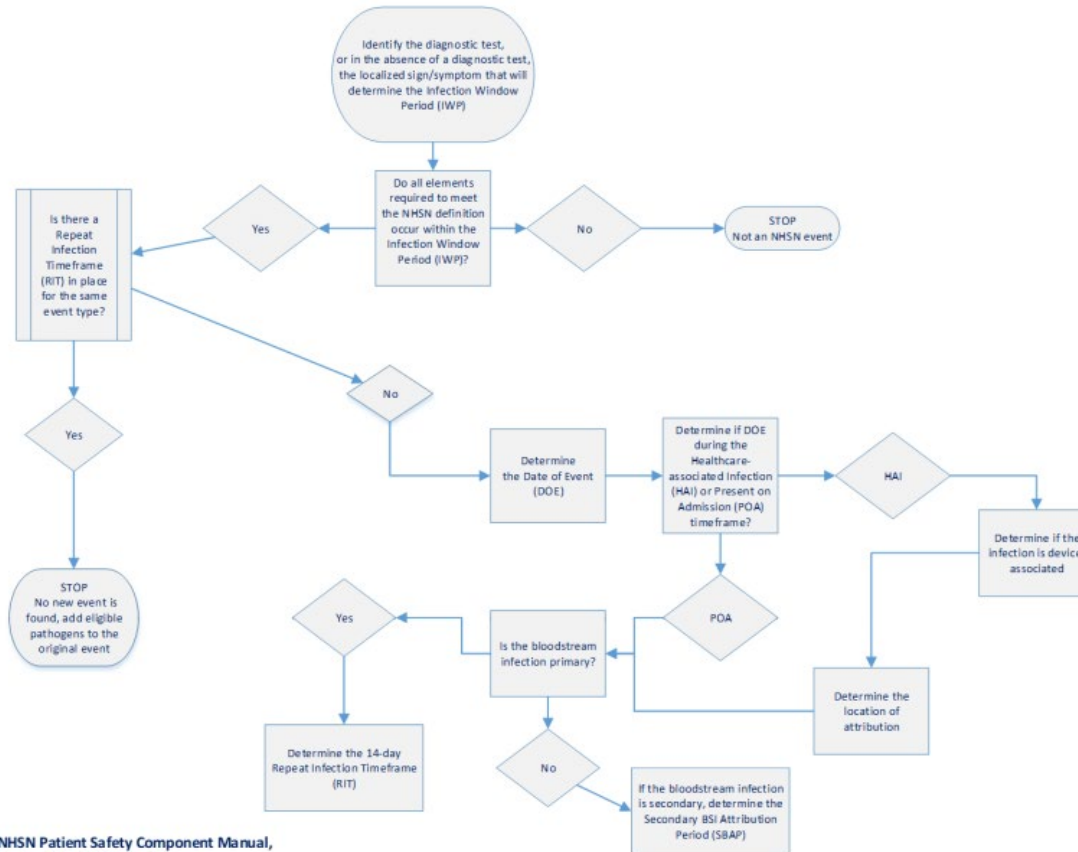 Identify the diagnostic test,
or in the absence of a diagnostic test,
the localized sign/symptom that will
determine the Infection Window
Period (IWP)
Do all elements
required to meet
the NHSN definition
occur within the
Infection Window
Period (IWP)?
Yes
No
STOP
Not an NHSN event
Is there a
Repeat
Infection
Timeframe
(RIT) in place
for the same
event type?
Yes
No
STOP
No new event is
found, add eligible
pathogens to the
original event
Determine
the Date of Event
(DOE)
Determine if DOE
during the
Healthcare-
associated Infection
(HAI) or Present on
Admission (POA)
timeframe?
HAI
Determine if the
infection is device
associated
POA
Determine the
location of
attribution
Is the bloodstream
infection primary?
Yes
No
Determine the 14-day
Repeat Infection Timeframe
(RIT)
If the bloodstream infection
is secondary, determine the
Secondary BSI Attribution
Period (SBAP)
NHSN Patient Safety Component Manual,